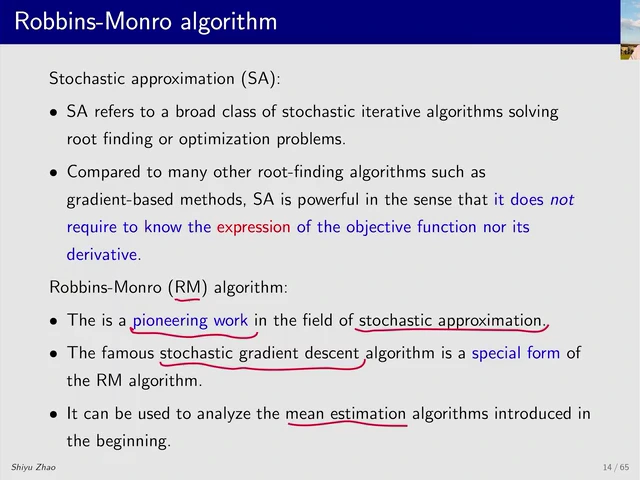 Robbins-Monro algorithm
Stochastic approximation (SA):
• SA refers to a broad class of stochastic iterative algorithms solving
root finding or optimization problems.
• Compared to many other root-finding algorithms such as
gradient-based methods, SA is powerful in the sense that it does not
require to know the expression of the objective function nor its
derivative.
Robbins-Monro (RM) algorithm:
• The is a pioneering work in the field of stochastic approximation.
• The famous stochastic gradient descent algorithm is a special form of
the RM algorithm.
• It can be used to analyze the mean estimation algorithms introduced in
the beginning.
Shiyu Zhao
14 / 65